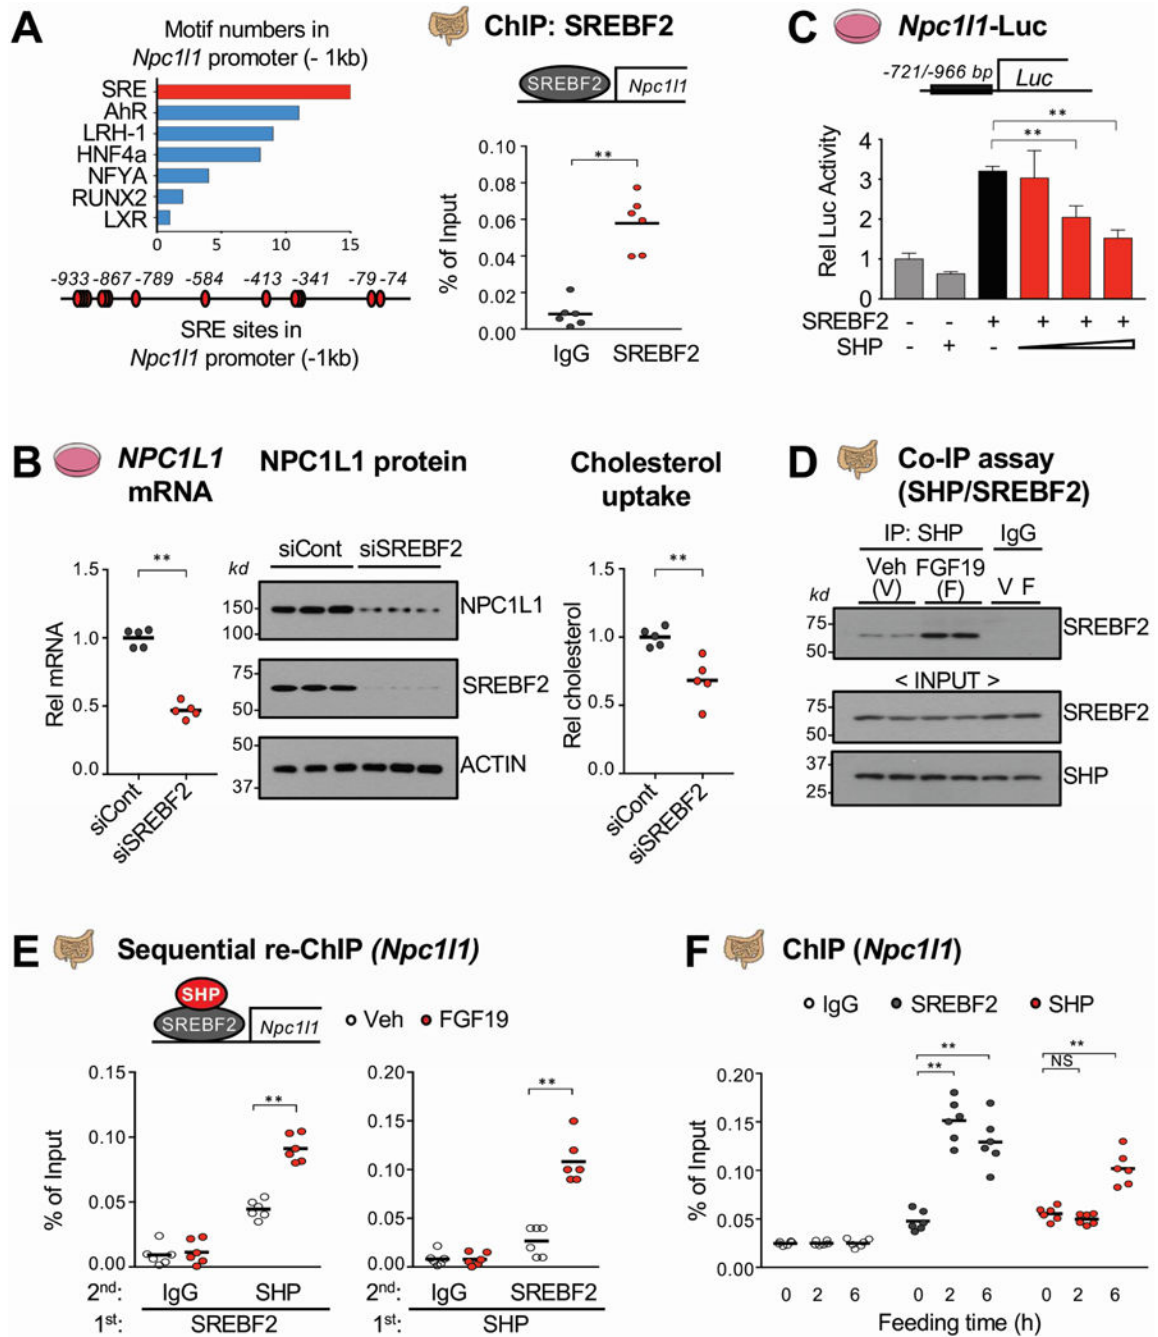 A
Motif numbers in
Npc1l1 promoter (- 1kb)
SRE
AhR
LRH-1
HNF4a
NFYA
RUNX2
LXR
0 5 10 15
-933 -867 -789 -584 -413 -341 -79 -74
SRE sites in
Npc1l1 promoter (-1kb)
ChIP: SREBF2
SREBF2 Npc1l1
% of Input
0.10
0.08
0.06
0.04
0.02
0.00
**
IgG SREBF2
C
Npc1l1-Luc
-721/-966 bp Luc
Rel Luc Activity
4
3
2
1
0
**
**
SREBF2 - - + + + +
SHP - + -
B
NPC1L1
mRNA
Rel mRNA
1.5
1.0
0.5
0.0
**
siCont
siSREBF2
NPC1L1 protein
siCont siSREBF2
kd
150
100
NPC1L1
75
50
SREBF2
50
37
ACTIN
Cholesterol
uptake
Rel cholesterol
1.5
1.0
0.5
0.0
**
siCont
siSREBF2
D
Co-IP assay
(SHP/SREBF2)
IP: SHP IgG
Veh FGF19
(V) (F) V F
kd
75
50
SREBF2
< INPUT >
75
50
SREBF2
37
25
SHP
E
Sequential re-ChIP (Npc1l1)
SHP
SREBF2 Npc1l1
Veh FGF19
% of Input
0.15
0.10
0.05
0.00
**
2nd: IgG SHP
1st: SREBF2
0.20
0.15
0.10
0.05
0.00
**
2nd: IgG SREBF2
1st: SHP
F
ChIP (Npc1l1)
IgG SREBF2 SHP
% of Input
0.20
0.15
0.10
0.05
0.00
**
**
**
NS
0 2 6 0 2 6 0 2 6
Feeding time (h)